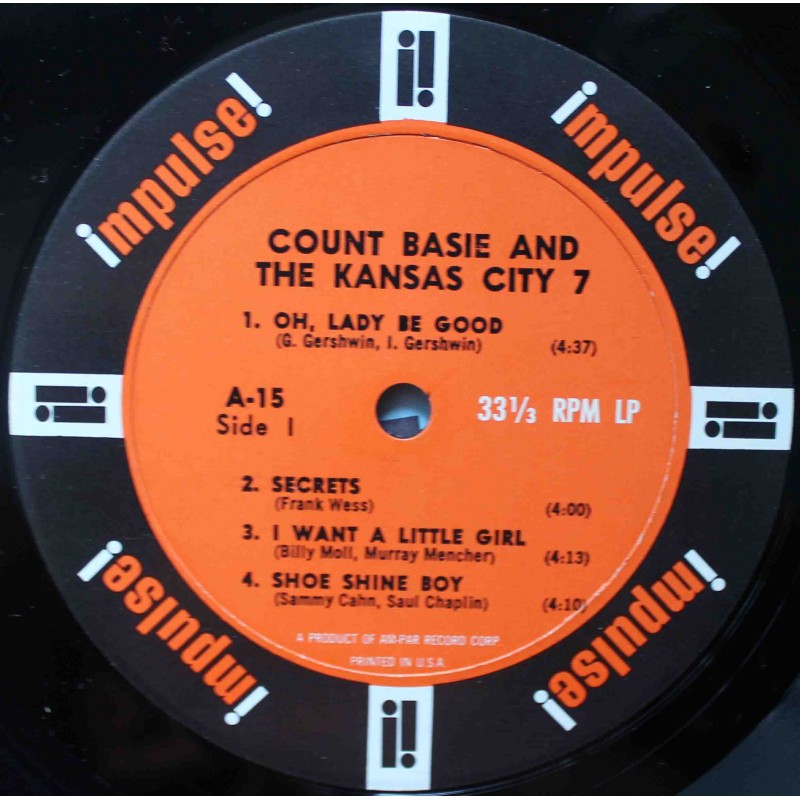 impulse!
impulse!
COUNT BASIE AND
THE KANSAS CITY 7
1. OH, LADY BE GOOD
(G. Gershwin, I. Gershwin) (4:37)
A-15
Side 1
33⅓ RPM LP
2. SECRETS
(Frank Wess) (4:00)
3. I WANT A LITTLE GIRL
(Billy Moll, Murray Mencher) (4:13)
4. SHOE SHINE BOY
(Sammy Cahn, Saul Chaplin) (4:10)
A PRODUCT OF AM-PAR RECORD CORP.
PRINTED IN U.S.A.
impulse!
impulse!